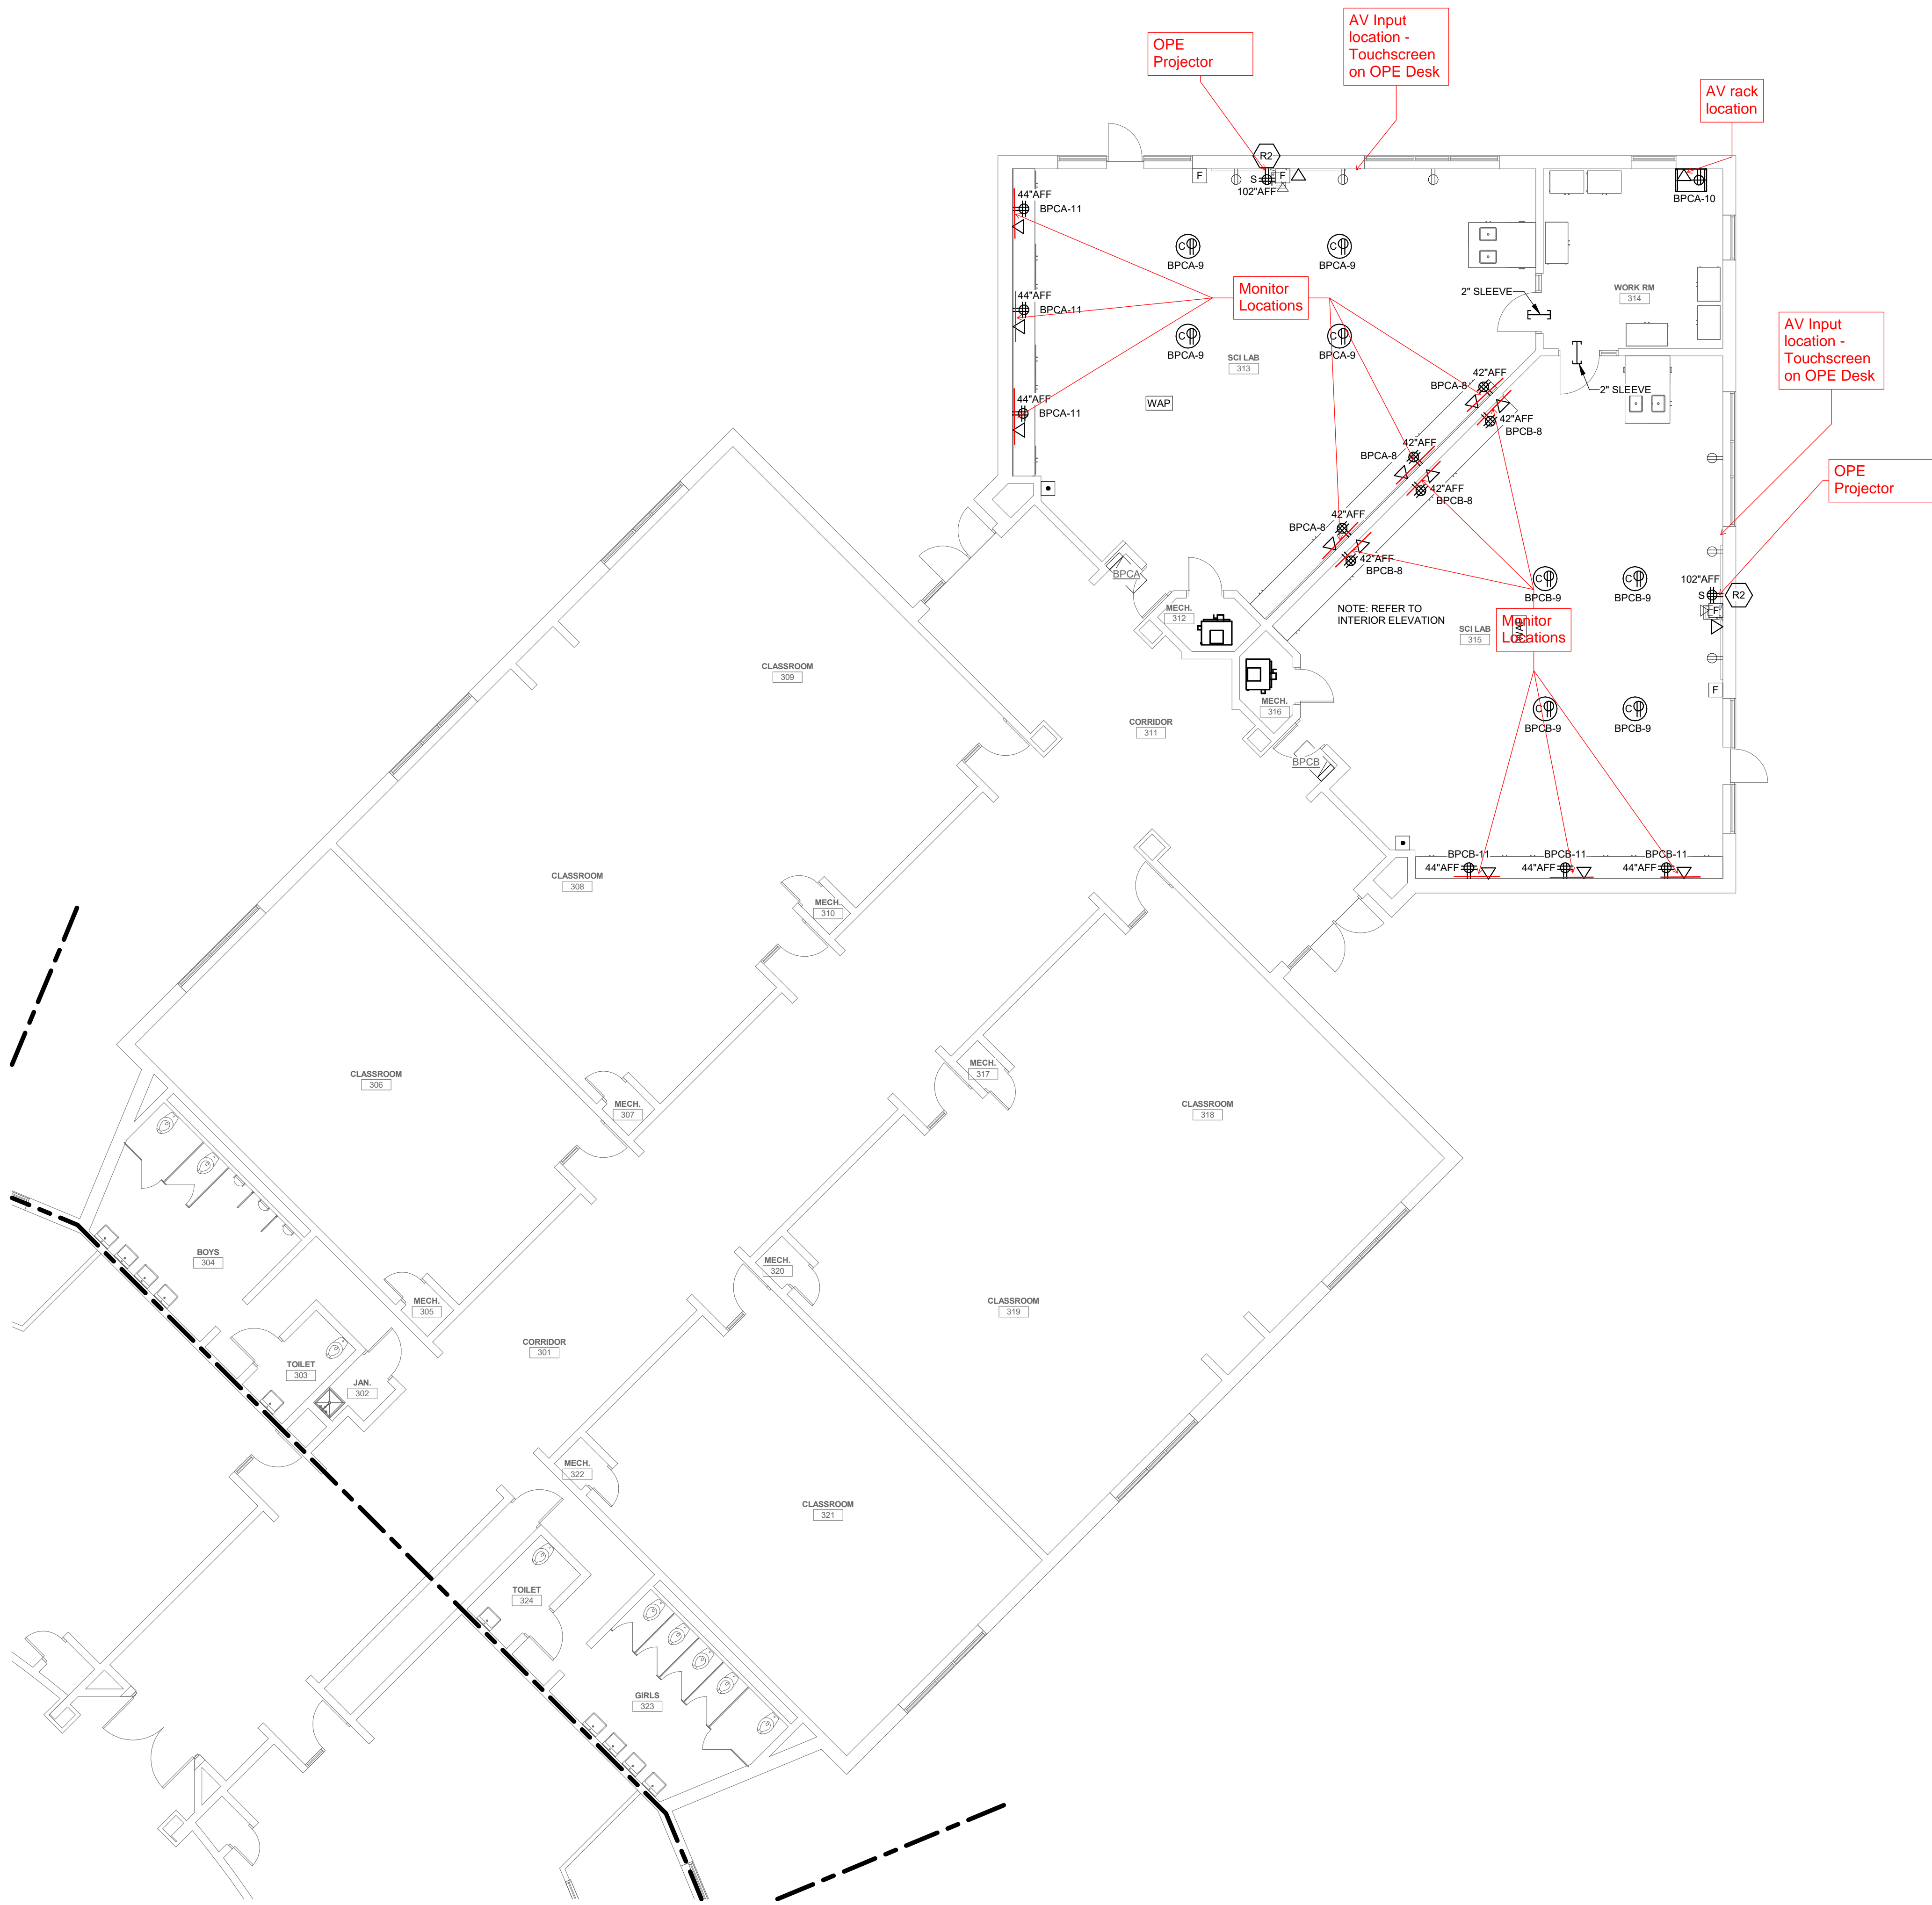 AV Input
location -
Touchscreen
on OPE Desk
OPE
Projector
AV rack
location
R2
F
S
F
102"AFF
44"AFF
BPCA-11
BPCA-10
C
BPCA-9
C
BPCA-9
Monitor
Locations
2" SLEEVE
WORK RM
314
44"AFF
BPCA-11
AV Input
location -
Touchscreen
on OPE Desk
C
BPCA-9
C
BPCA-9
SCI LAB
313
2" SLEEVE
42"AFF
BPCA-8
WAP
44"AFF
BPCA-11
42"AFF
BPCB-8
42"AFF
BPCA-8
OPE
Projector
42"AFF
BPCB-8
42"AFF
BPCA-8
42"AFF
BPCB-8
BPCA
C
BPCB-9
C
BPCB-9
102"AFF
S
R2
F
MECH.
312
NOTE: REFER TO
INTERIOR ELEVATION
Monitor
Locations
WAP
SCI LAB
315
CLASSROOM
309
F
MECH.
316
C
BPCB-9
C
BPCB-9
CORRIDOR
311
BPCB
BPCB-11
BPCB-11
BPCB-11
44"AFF
44"AFF
44"AFF
CLASSROOM
308
MECH.
310
CLASSROOM
306
MECH.
317
MECH.
307
CLASSROOM
318
BOYS
304
MECH.
320
MECH.
305
CLASSROOM
319
CORRIDOR
301
TOILET
303
JAN.
302
MECH.
322
CLASSROOM
321
TOILET
324
GIRLS
323